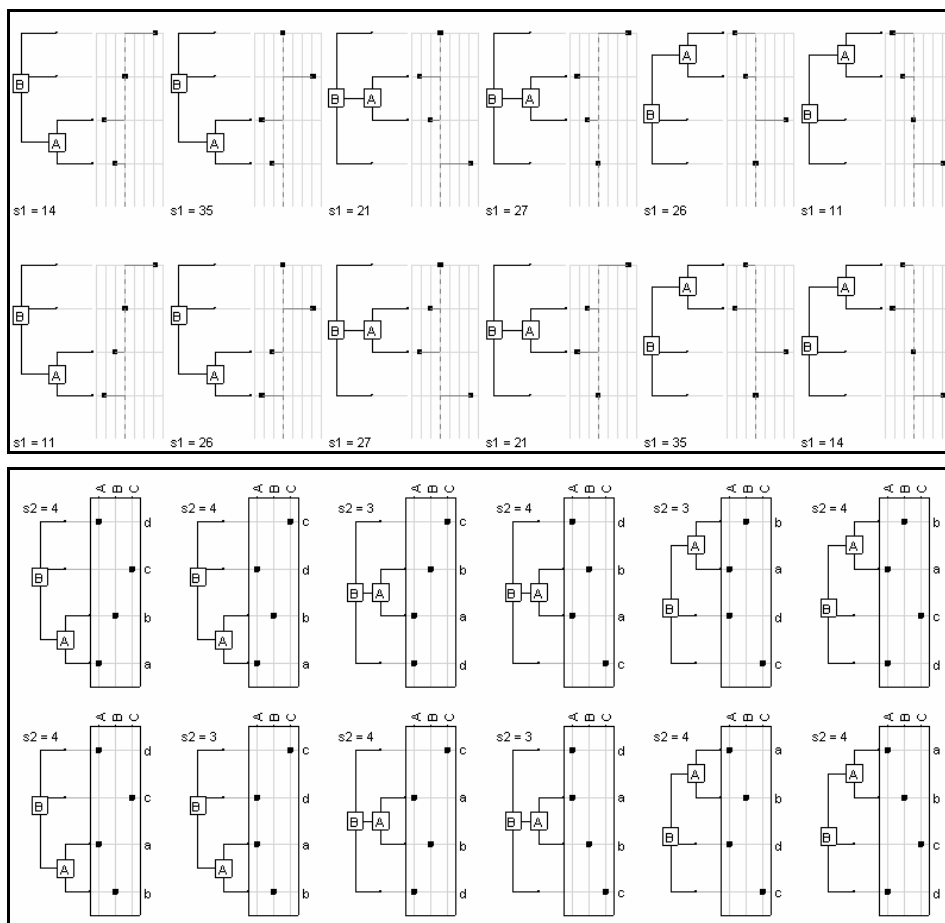 B B B A B A A A
A A B B
s1 = 14 s1 = 35 s1 = 21 s1 = 27 s1 = 26 s1 = 11
B B B A B A A A
A A B B
s1 = 11 s1 = 26 s1 = 27 s1 = 21 s1 = 35 s1 = 14
A B C A B C A B C A B C A B C A B C
s2 = 4 s2 = 4 s2 = 3 s2 = 4 s2 = 3 s2 = 4
d c c d b b
A A
B B c d B A b B A b a a
B B
A b A b a a d c
a a d c c d
A B C A B C A B C A B C A B C A B C
s2 = 4 s2 = 3 s2 = 4 s2 = 3 s2 = 4 s2 = 4
d c c d a a
A A
B B c d B A a B A a b b
B B
A a A a b b d c
b b d c c d